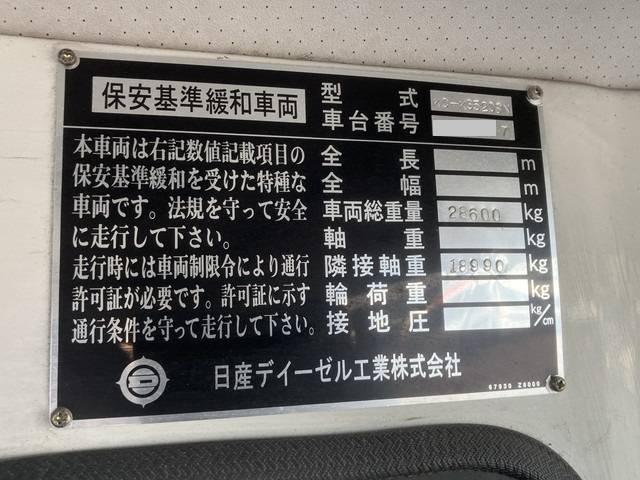 保安基準緩和車両
本車両は右記数値記載項目の
保安基準緩和を受けた特種な
車両です。法規を守って安全
に走行して下さい。
走行時には車両制限令により通行
許可証が必要です。許可証に示す
通行条件を守って走行して下さい。
型式
車台番号 7
全長 m
全幅 m
車両総重量 28600 kg
軸重 kg
隣接軸重 18990 kg
輪荷重 kg
接地圧 kg/cm
日産デイーゼル工業株式会社
67930 Z6000